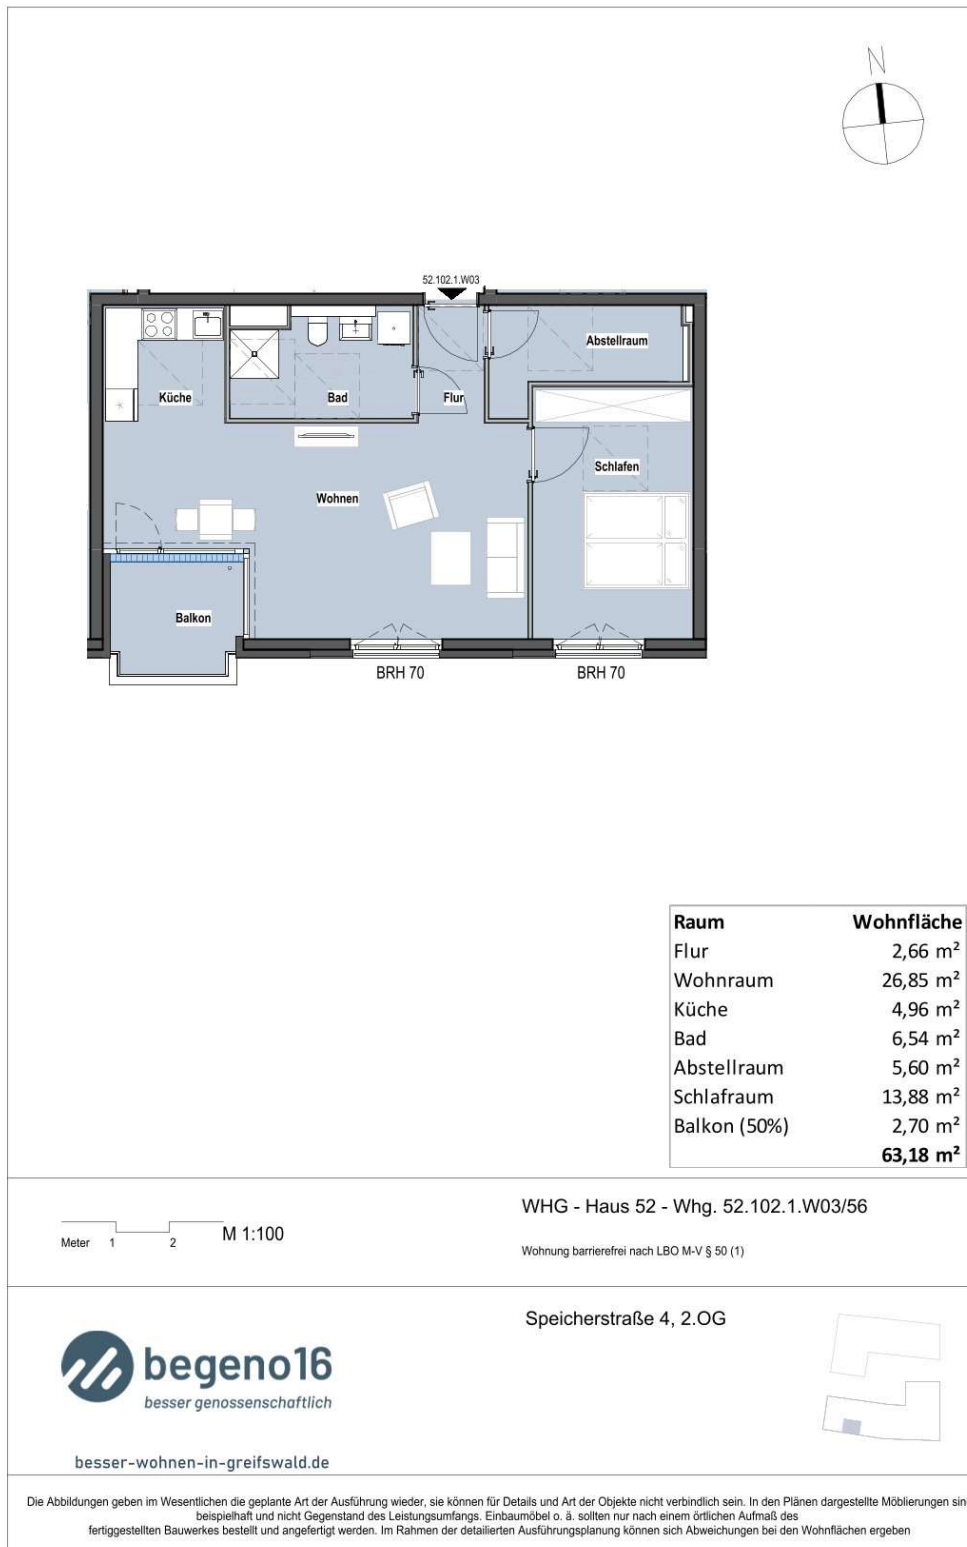 N
52.102.1.W03
Abstellraum
Küche
Bad
Flur
Schlafen
Wohnen
Balkon
BRH 70
BRH 70
Raum Wohnfläche
Flur 2,66 m²
Wohnraum 26,85 m²
Küche 4,96 m²
Bad 6,54 m²
Abstellraum 5,60 m²
Schlafraum 13,88 m²
Balkon (50%) 2,70 m²
63,18 m²
Meter 1 2 M 1:100
WHG - Haus 52 - Whg. 52.102.1.W03/56
Wohnung barrierefrei nach LBO M-V § 50 (1)
Speicherstraße 4, 2.OG
begeno16
besser genossenschaftlich
besser-wohnen-in-greifswald.de
Die Abbildungen geben im Wesentlichen die geplante Art der Ausführung wieder, sie können für Details und Art der Objekte nicht verbindlich sein. In den Plänen dargestellte Möblierungen sin
beispielhaft und nicht Gegenstand des Leistungsumfangs. Einbaumöbel o. ä. sollten nur nach einem örtlichen Aufmaß des
fertiggestellten Bauwerkes bestellt und angefertigt werden. Im Rahmen der detailierten Ausführungsplanung können sich Abweichungen bei den Wohnflächen ergeben